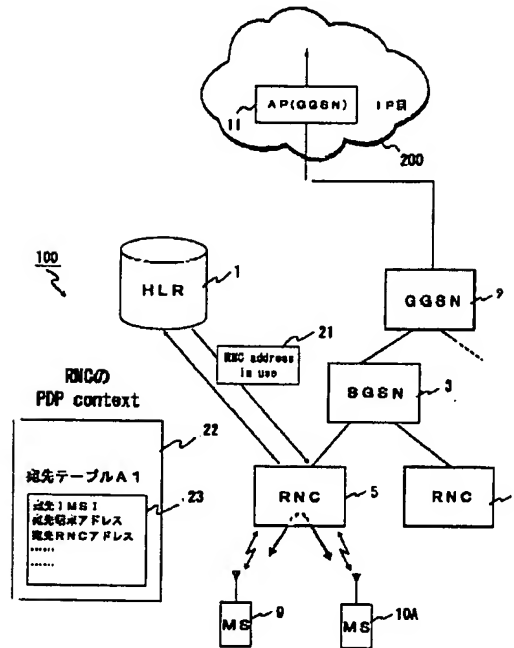 AP(GGSN)
IP網
11
200
100
1
HLR
GGSN
2
21
RNC address
in use
SGSN
3
RNCの
PDP context
22
宛先テーブルA1
23
宛先IMSI
宛先端末アドレス
宛先RNCアドレス
……
……
RNC
5
RNC
MS
9
MS
10A